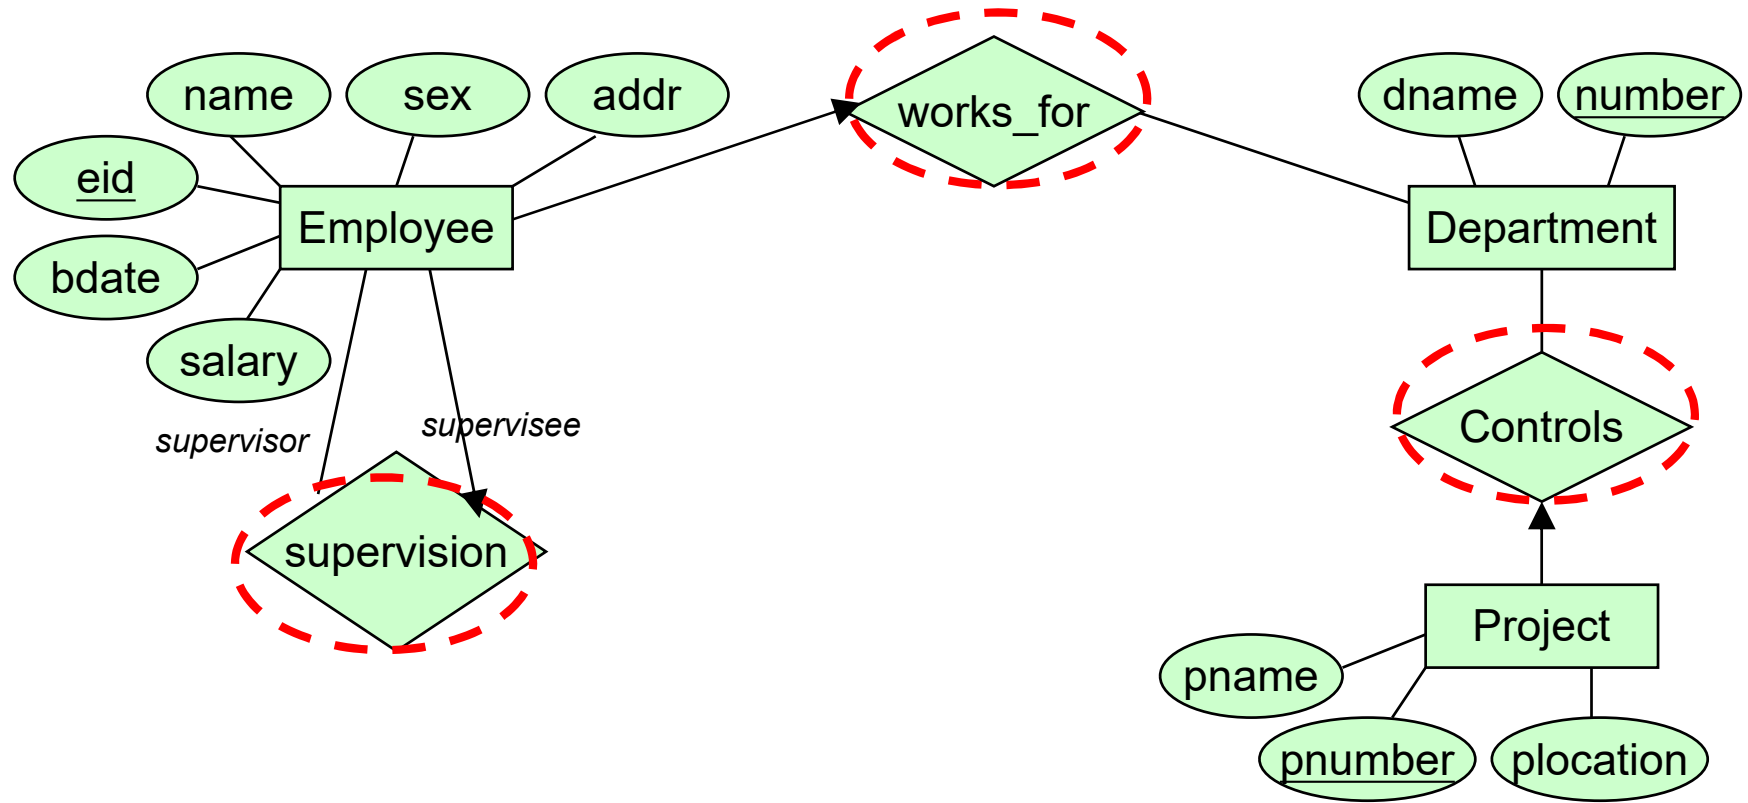 name
sex
addr
works_for
dname
number
eid
Employee
Department
bdate
salary
supervisor
supervisee
Controls
supervision
Project
pname
pnumber
plocation